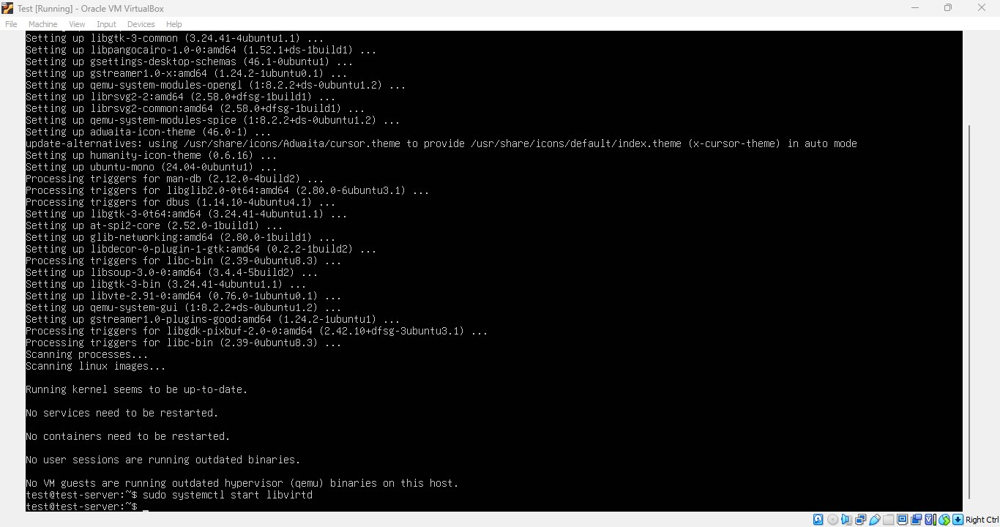 Test [Running] - Oracle VM VirtualBox
File Machine View Input Devices Help
Setting up libgtk-3-common (3.24.41-4ubuntu1.1) ...
Setting up libpangocairo-1.0-0:amd64 (1.52.1+ds-1build1) ...
Setting up gsettings-desktop-schemas (46.1-0ubuntu1) ...
Setting up gstreamer1.0-x:amd64 (1.24.2-1ubuntu0.1) ...
Setting up qemu-system-modules-opengl (1:8.2.2+ds-0ubuntu1.2) ...
Setting up librsvg2-2:amd64 (2.58.0+dfsg-1build1) ...
Setting up librsvg2-common:amd64 (2.58.0+dfsg-1build1) ...
Setting up qemu-system-modules-spice (1:8.2.2+ds-0ubuntu1.2) ...
Setting up adwaita-icon-theme (46.0-1) ...
update-alternatives: using /usr/share/icons/Adwaita/cursor.theme to provide /usr/share/icons/default/index.theme (x-cursor-theme) in auto mode
Setting up humanity-icon-theme (0.6.16) ...
Setting up ubuntu-mono (24.04-0ubuntu1) ...
Processing triggers for man-db (2.12.0-4build2) ...
Processing triggers for libglib2.0-0t64:amd64 (2.80.0-6ubuntu3.1) ...
Processing triggers for dbus (1.14.10-4ubuntu4.1) ...
Setting up libgtk-3-0t64:amd64 (3.24.41-4ubuntu1.1) ...
Setting up at-spi2-core (2.52.0-1build1) ...
Setting up glib-networking:amd64 (2.80.0-1build1) ...
Setting up libdecor-0-plugin-1-gtk:amd64 (0.2.2-1build2) ...
Processing triggers for libc-bin (2.39-0ubuntu8.3) ...
Setting up libsoup-3.0-0:amd64 (3.4.4-5build2) ...
Setting up libgtk-3-bin (3.24.41-4ubuntu1.1) ...
Setting up libvte-2.91-0:amd64 (0.76.0-1ubuntu0.1) ...
Setting up qemu-system-gui (1:8.2.2+ds-0ubuntu1.2) ...
Setting up gstreamer1.0-plugins-good:amd64 (1.24.2-1ubuntu1) ...
Processing triggers for libgdk-pixbuf-2.0-0:amd64 (2.42.10+dfsg-3ubuntu3.1) ...
Processing triggers for libc-bin (2.39-0ubuntu8.3) ...
Scanning processes...
Scanning linux images...
Running kernel seems to be up-to-date.
No services need to be restarted.
No containers need to be restarted.
No user sessions are running outdated binaries.
No VM guests are running outdated hypervisor (qemu) binaries on this host.
test@test-server:~$ sudo systemctl start libvirtd
test@test-server:~$ _
Right Ctrl